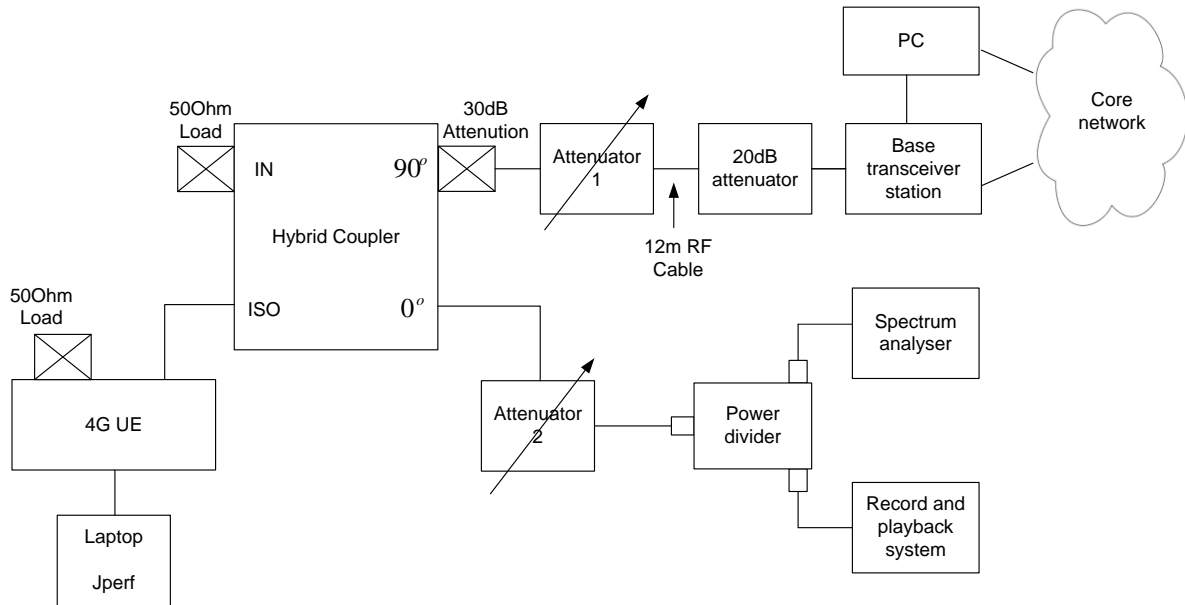 PC
Core
network
50Ohm
Load
30dB
Attenution
IN
90°
Attenuator
1
20dB
attenuator
Base
transceiver
station
Hybrid Coupler
12m RF
Cable
50Ohm
Load
ISO
0°
Spectrum
analyser
4G UE
Attenuator
2
Power
divider
Laptop
Jperf
Record and
playback
system